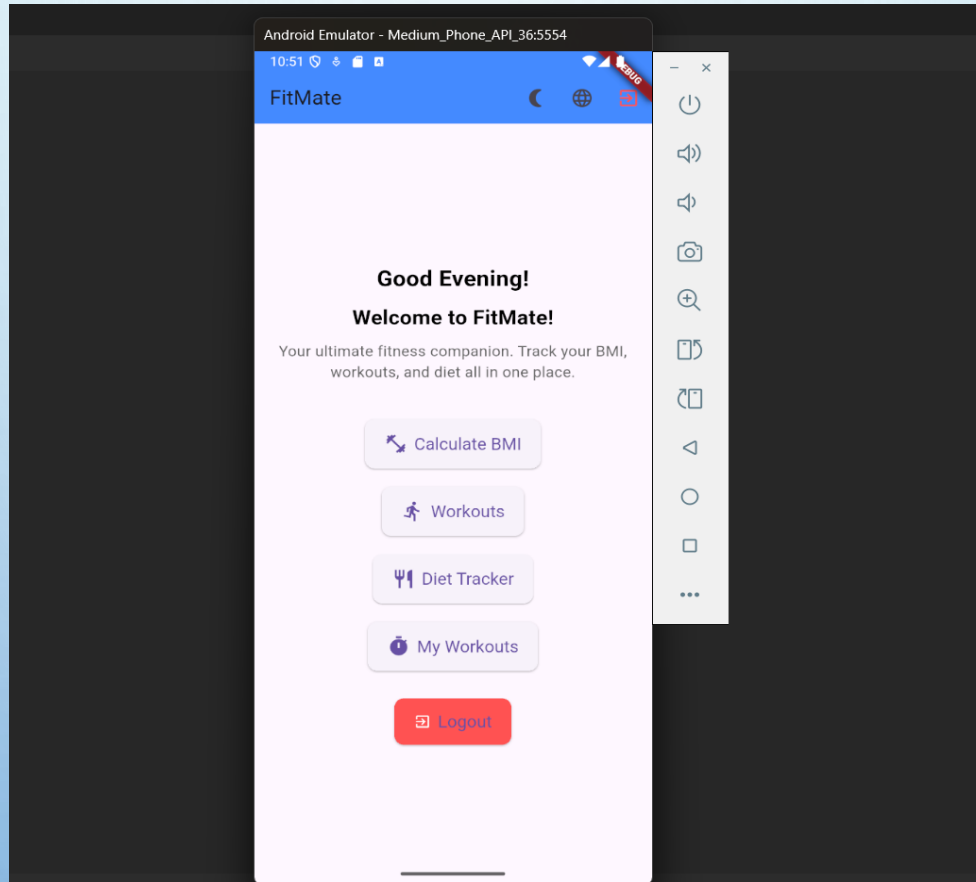 Android Emulator - Medium_Phone_API_36:5554
10:51
DEBUG
FitMate
Good Evening!
Welcome to FitMate!
Your ultimate fitness companion. Track your BMI,
workouts, and diet all in one place.
Calculate BMI
Workouts
Diet Tracker
My Workouts
Logout